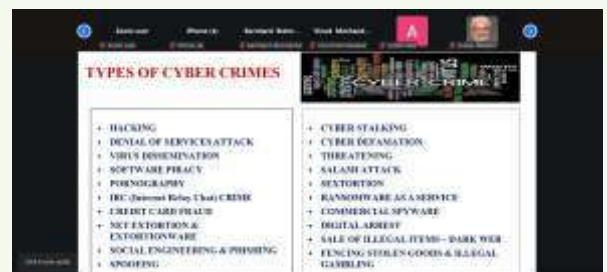 A
TYPES OF CYBER CRIMES
CYBER CRIME
• HACKING
• DENIAL OF SERVICES ATTACK
• VIRUS DISSEMINATION
• SOFTWARE PIRACY
• PORNOGRAPHY
• IRC (Internet Relay Chat) CRIME
• CREDIT CARD FRAUD
• NET EXTORTION &
EXTORTIONWARE
• SOCIAL ENGINEERING & PHISHING
• SPOOFING
• CYBER STALKING
• CYBER DEFAMATION
• THREATENING
• SALAMI ATTACK
• SEXTORTION
• RANSOMWARE AS A SERVICE
• COMMERCIAL SPYWARE
• DIGITAL ARREST
• SALE OF ILLEGAL ITEMS – DARK WEB
• FENCING STOLEN GOODS & ILLEGAL
GAMBLING